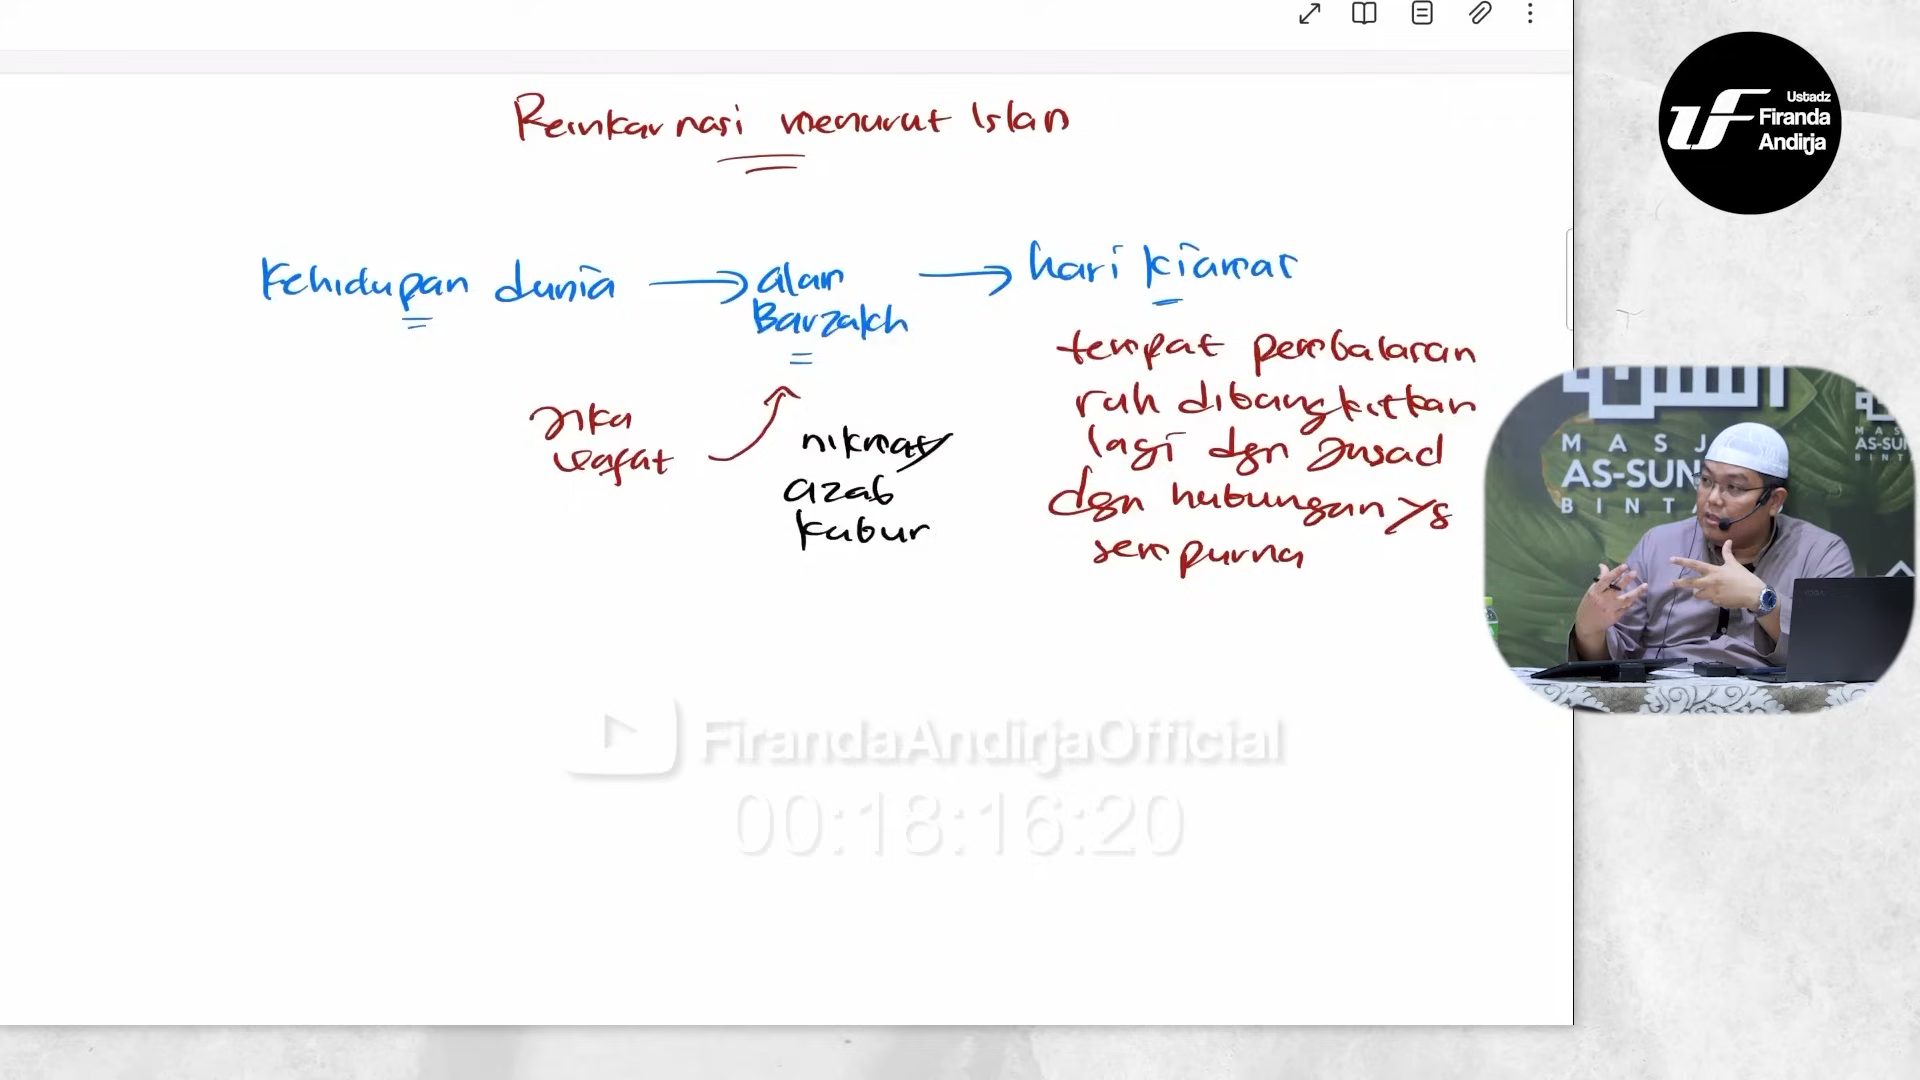 Reinkarnasi menurut Islam
Kehidupan dunia → alam → hari kiamat
Barzakh
tempat pembalasan
ruh dibangkitkan
lagi dgn jasad
dgn hubungan yg
sempurna
jika
wafat
nikmat/
azab
kubur
Ustadz
Firanda
Andirja
MASJ
AS-SUN
BINTA
MAS
AS-SU
BINT
FirandaAndirjaOfficial
00:18:16:20